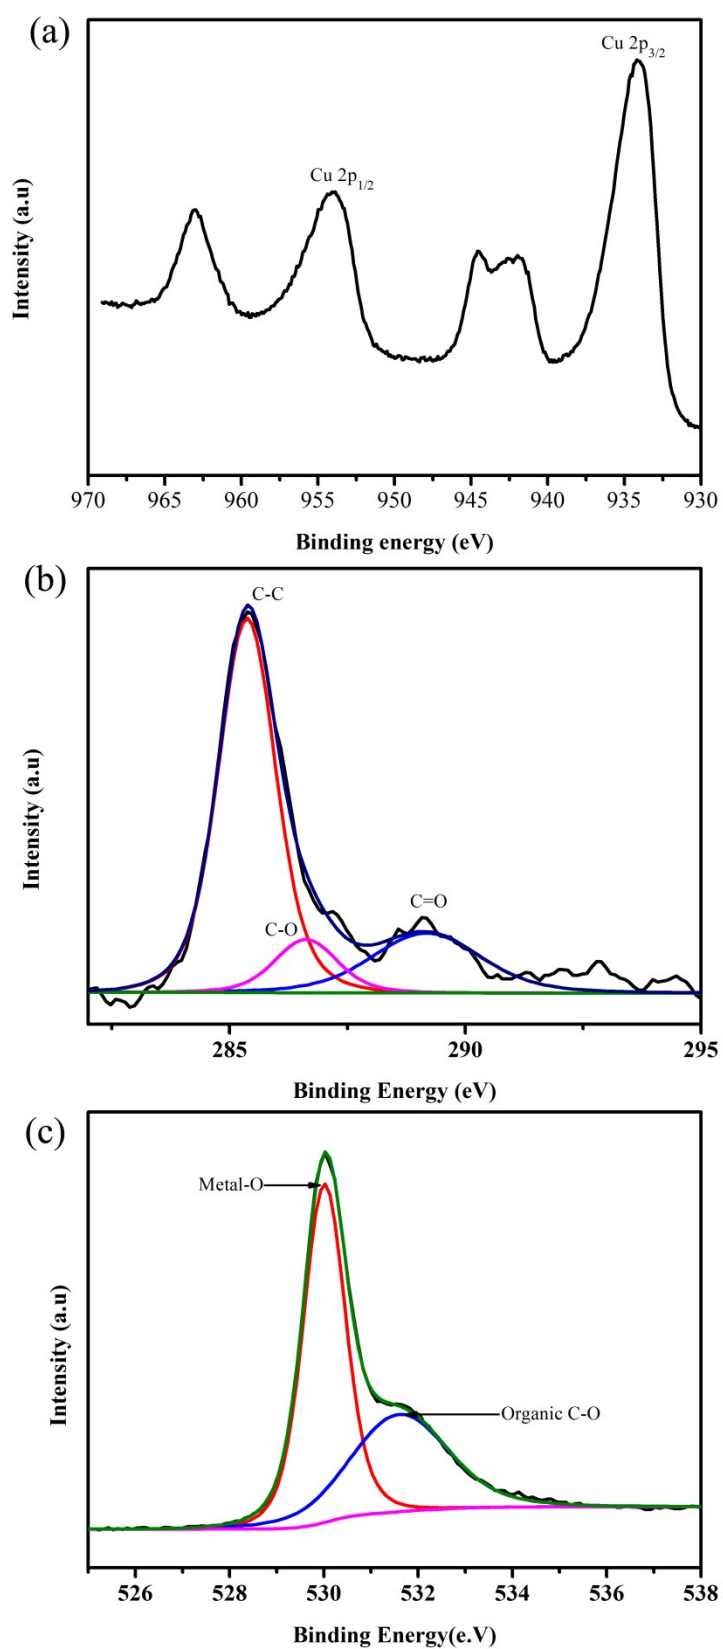 (a)
Cu 2p3/2
Cu 2p1/2
Intensity (a.u)
970 965 960 955 950 945 940 935 930
Binding energy (eV)
(b)
C-C
C=O
C-O
Intensity (a.u)
285 290 295
Binding Energy (eV)
(c)
Metal-O
Organic C-O
Intensity (a.u)
526 528 530 532 534 536 538
Binding Energy(e.V)